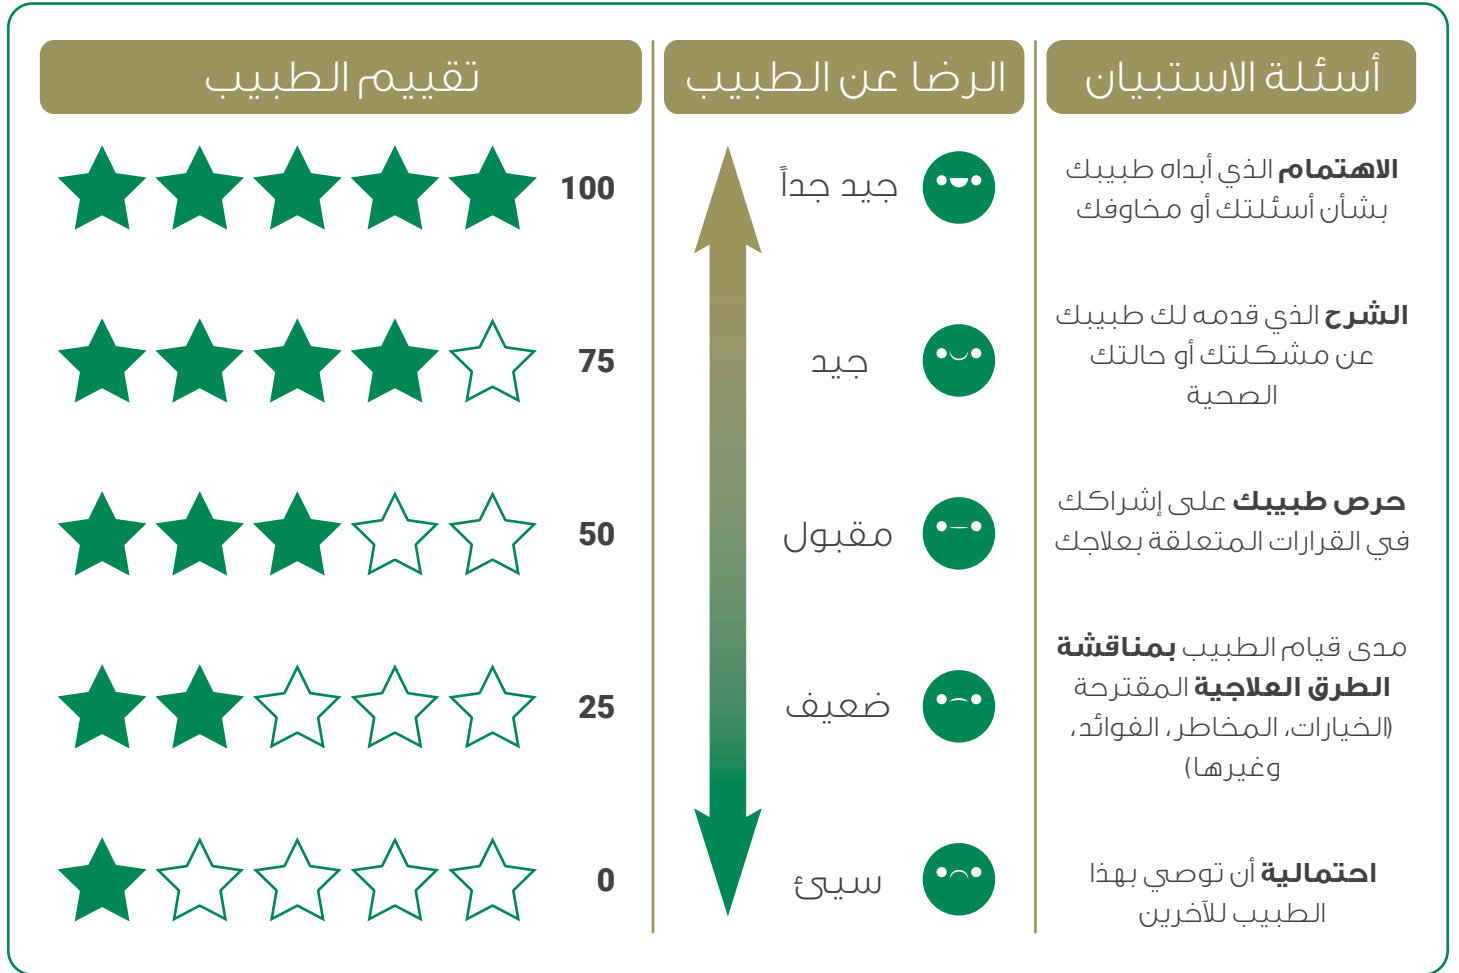 أسئلة الاستبيان
الرضا عن الطبيب
تقييم الطبيب
الاهتمام الذي أبداه طبيبك
بشأن أسئلتك أو مخاوفك
جيد جداً
100
الشرح الذي قدمه لك طبيبك
عن مشكلتك أو حالتك
الصحية
جيد
75
حرص طبيبك على إشراكك
في القرارات المتعلقة بعلاجك
مقبول
50
مدى قيام الطبيب بمناقشة
الطرق العلاجية المقترحة
(الخيارات، المخاطر، الفوائد،
وغيرها)
ضعيف
25
احتمالية أن توصي بهذا
الطبيب للآخرين
سيئ
0